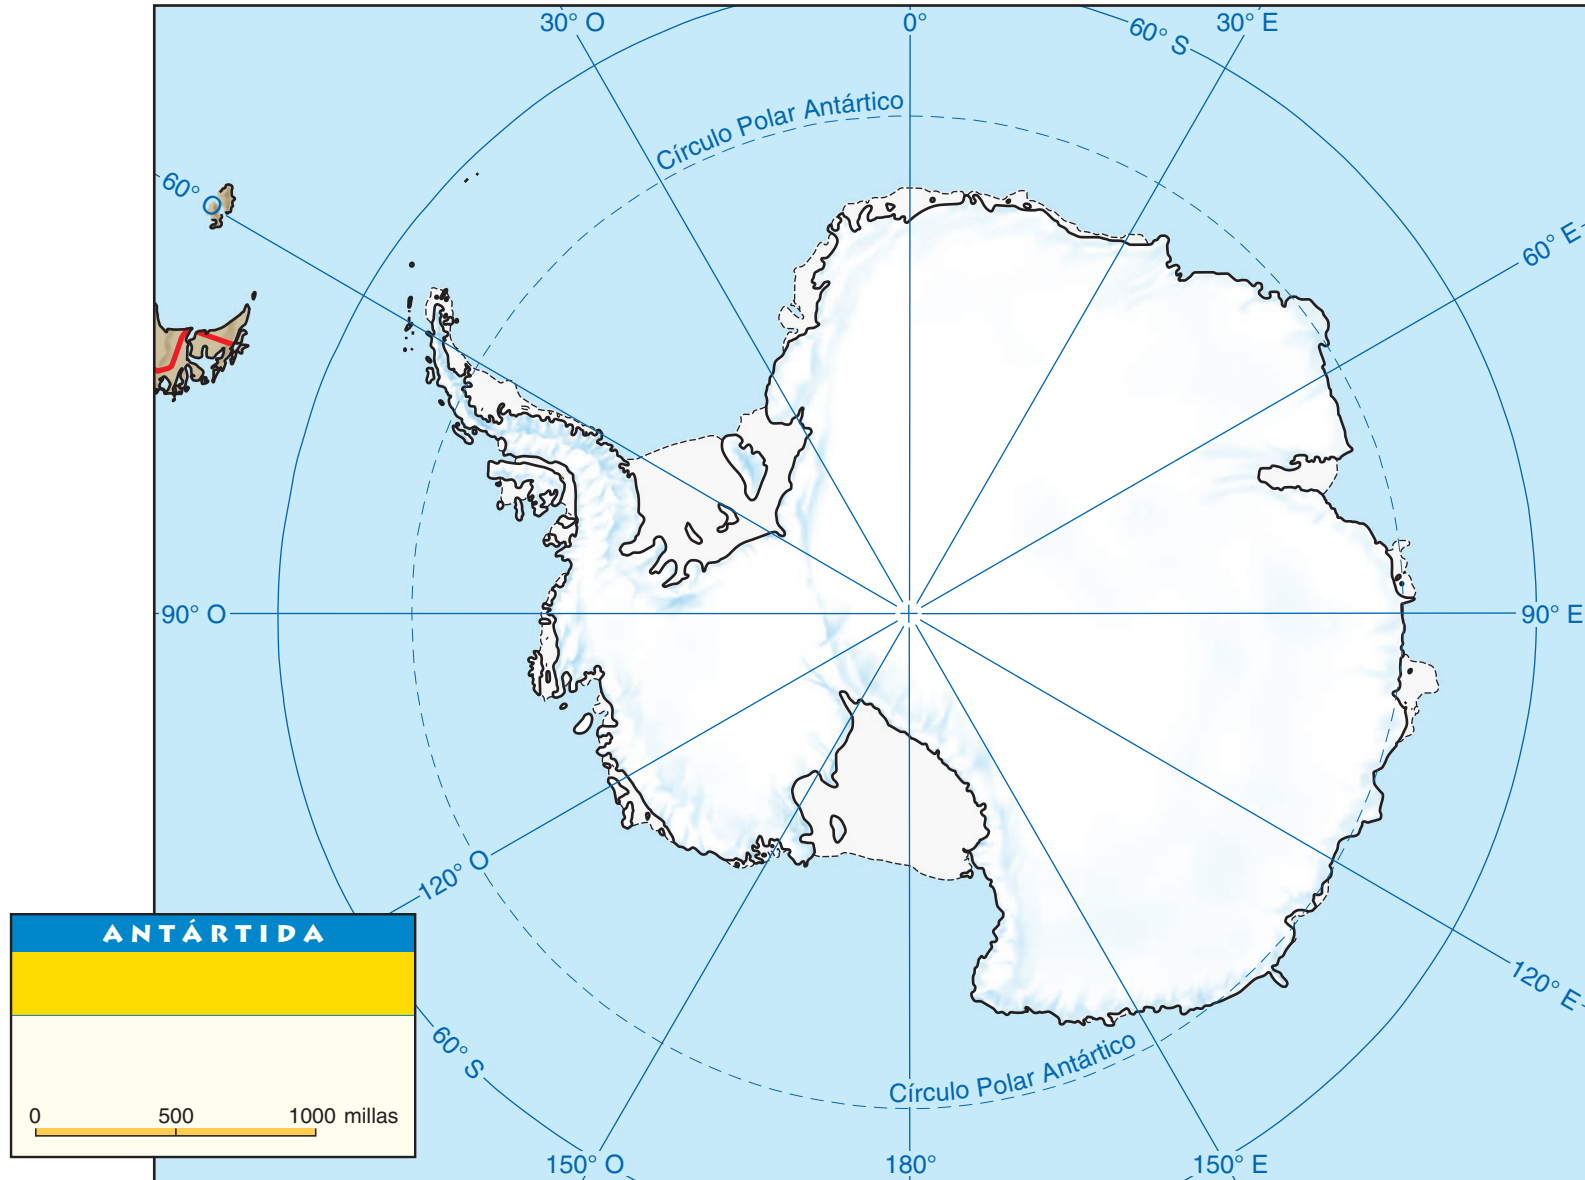 30° O
0°
60° S
30° E
Círculo Polar Antártico
60° O
60° E
90° O
90° E
120° O
ANTÁRTIDA
120° E
60° S
Círculo Polar Antártico
0 500 1000 millas
150° O
180°
150° E